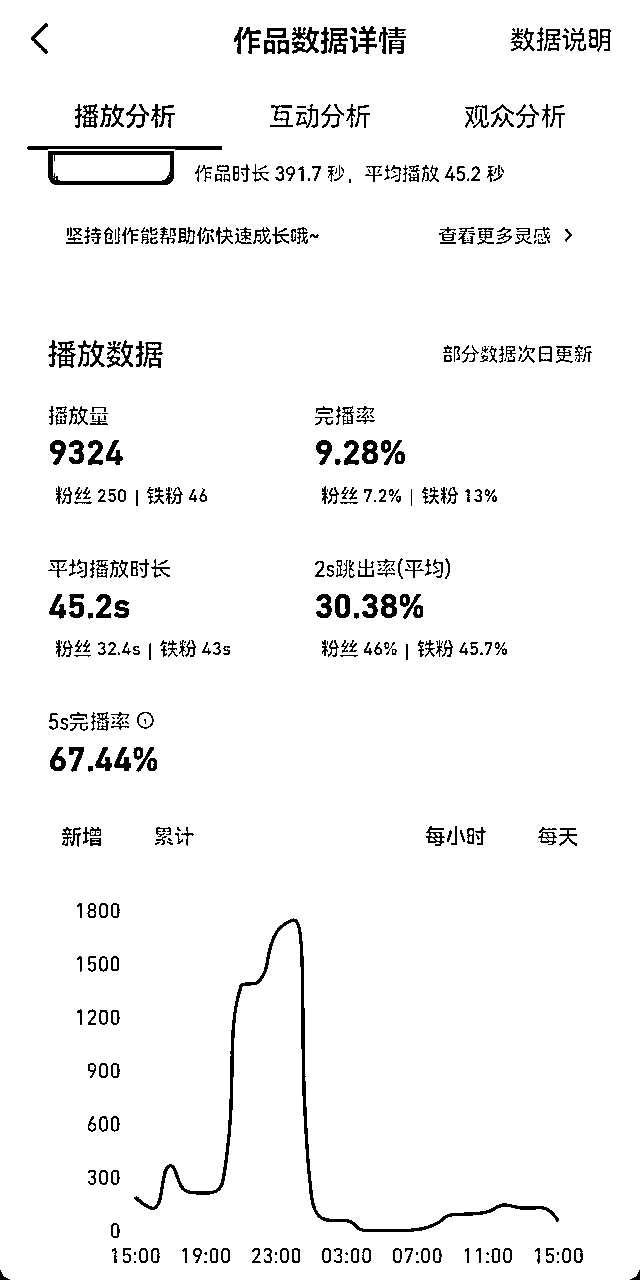 作品数据详情 数据说明
播放分析 互动分析 观众分析
作品时长 391.7 秒，平均播放 45.2 秒
坚持创作能帮助你快速成长哦~ 查看更多灵感
播放数据 部分数据次日更新
播放量 完播率
9324 9.28%
粉丝 250 | 铁粉 46 粉丝 7.2% | 铁粉 13%
平均播放时长 2s跳出率(平均)
45.2s 30.38%
粉丝 32.4s | 铁粉 43s 粉丝 46% | 铁粉 45.7%
5s完播率
67.44%
新增 累计 每小时 每天
1800
1500
1200
900
600
300
0
15:00 19:00 23:00 03:00 07:00 11:00 15:00